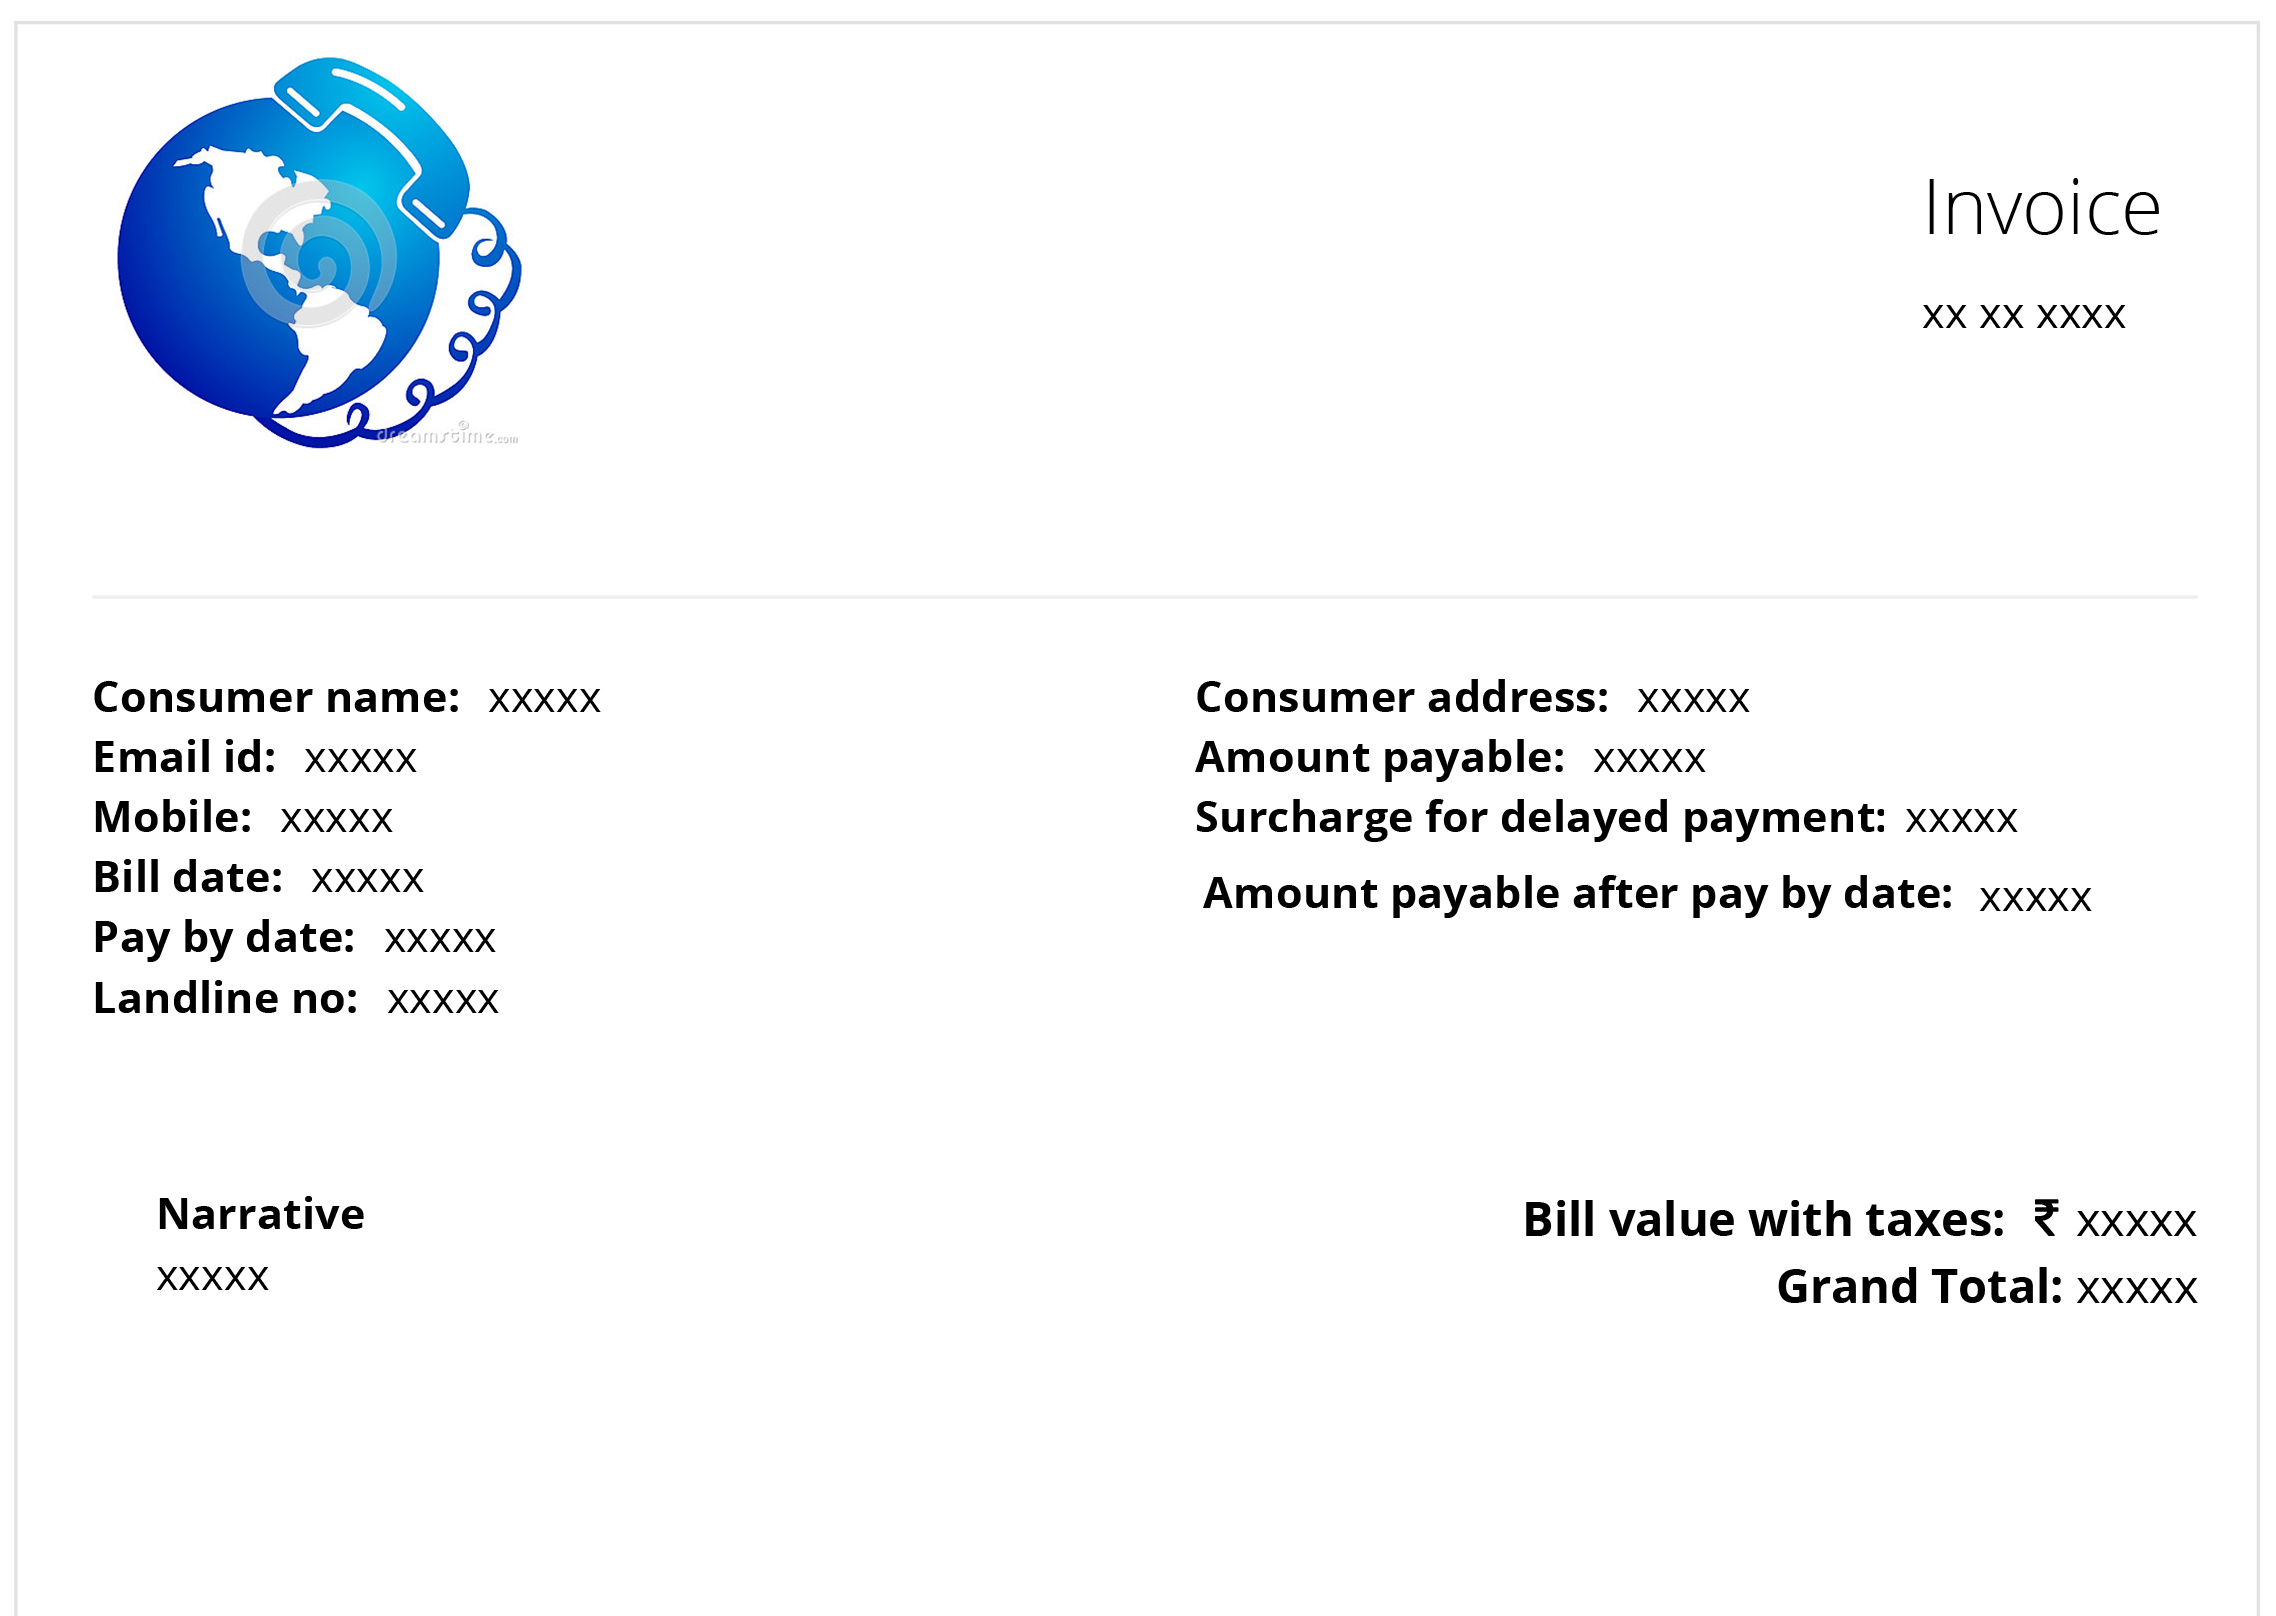 Invoice
xx xx xxxx
dreamstime.com
Consumer name: xxxxx
Email id: xxxxx
Mobile: xxxxx
Bill date: xxxxx
Pay by date: xxxxx
Landline no: xxxxx
Consumer address: xxxxx
Amount payable: xxxxx
Surcharge for delayed payment: xxxxx
Amount payable after pay by date: xxxxx
Narrative
xxxxx
Bill value with taxes: ₹ xxxxx
Grand Total: xxxxx